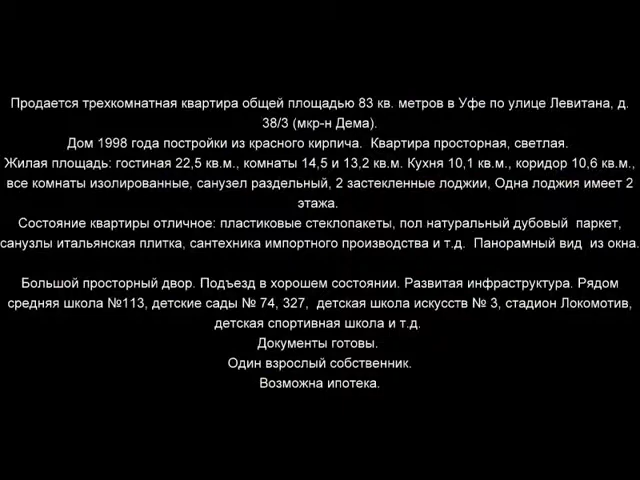 Продается трехкомнатная квартира общей площадью 83 кв. метров в Уфе по улице Левитана, д.
38/3 (мкр-н Дема).
Дом 1998 года постройки из красного кирпича. Квартира просторная, светлая.
Жилая площадь: гостиная 22,5 кв.м., комнаты 14,5 и 13,2 кв.м. Кухня 10,1 кв.м., коридор 10,6 кв.м.,
все комнаты изолированные, санузел раздельный, 2 застекленные лоджии, Одна лоджия имеет 2
этажа.
Состояние квартиры отличное: пластиковые стеклопакеты, пол натуральный дубовый паркет,
санузлы итальянская плитка, сантехника импортного производства и т.д. Панорамный вид из окна.
Большой просторный двор. Подъезд в хорошем состоянии. Развитая инфраструктура. Рядом
средняя школа №113, детские сады № 74, 327, детская школа искусств № 3, стадион Локомотив,
детская спортивная школа и т.д.
Документы готовы.
Один взрослый собственник.
Возможна ипотека.